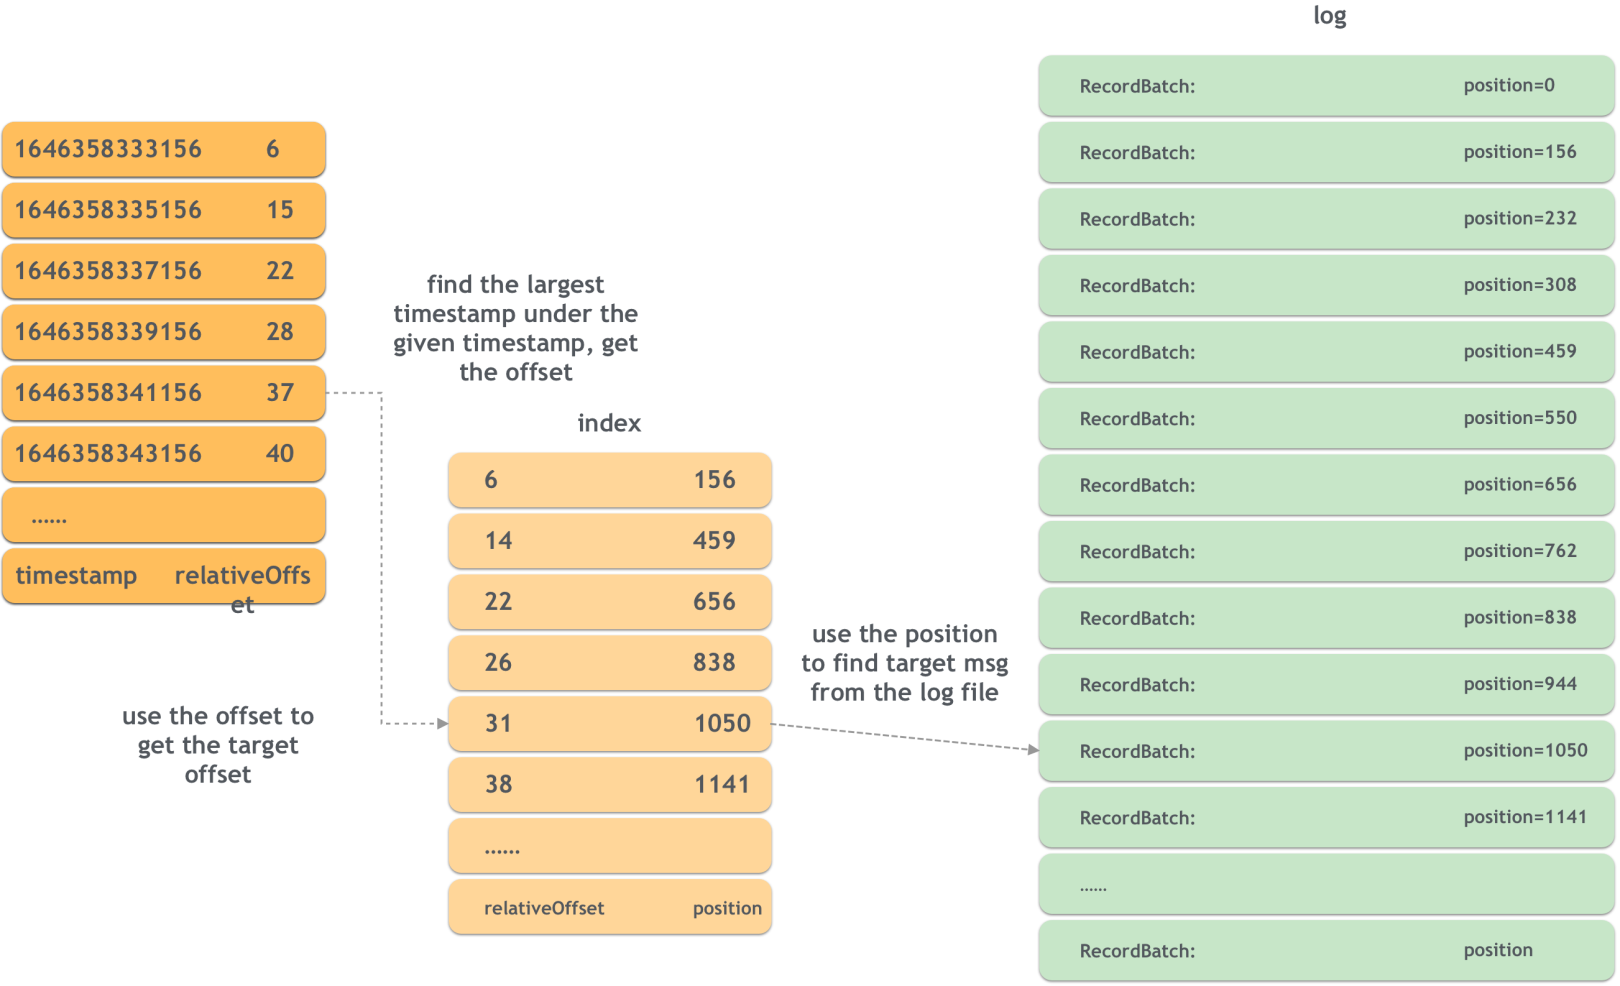 log
RecordBatch: position=0
RecordBatch: position=156
RecordBatch: position=232
RecordBatch: position=308
RecordBatch: position=459
RecordBatch: position=550
RecordBatch: position=656
RecordBatch: position=762
RecordBatch: position=838
RecordBatch: position=944
RecordBatch: position=1050
RecordBatch: position=1141
......
RecordBatch: position
1646358333156 6
1646358335156 15
1646358337156 22
1646358339156 28
1646358341156 37
1646358343156 40
......
timestamp relativeOffs
et
find the largest
timestamp under the
given timestamp, get
the offset
index
6 156
14 459
22 656
26 838
31 1050
38 1141
......
relativeOffset position
use the offset to
get the target
offset
use the position
to find target msg
from the log file